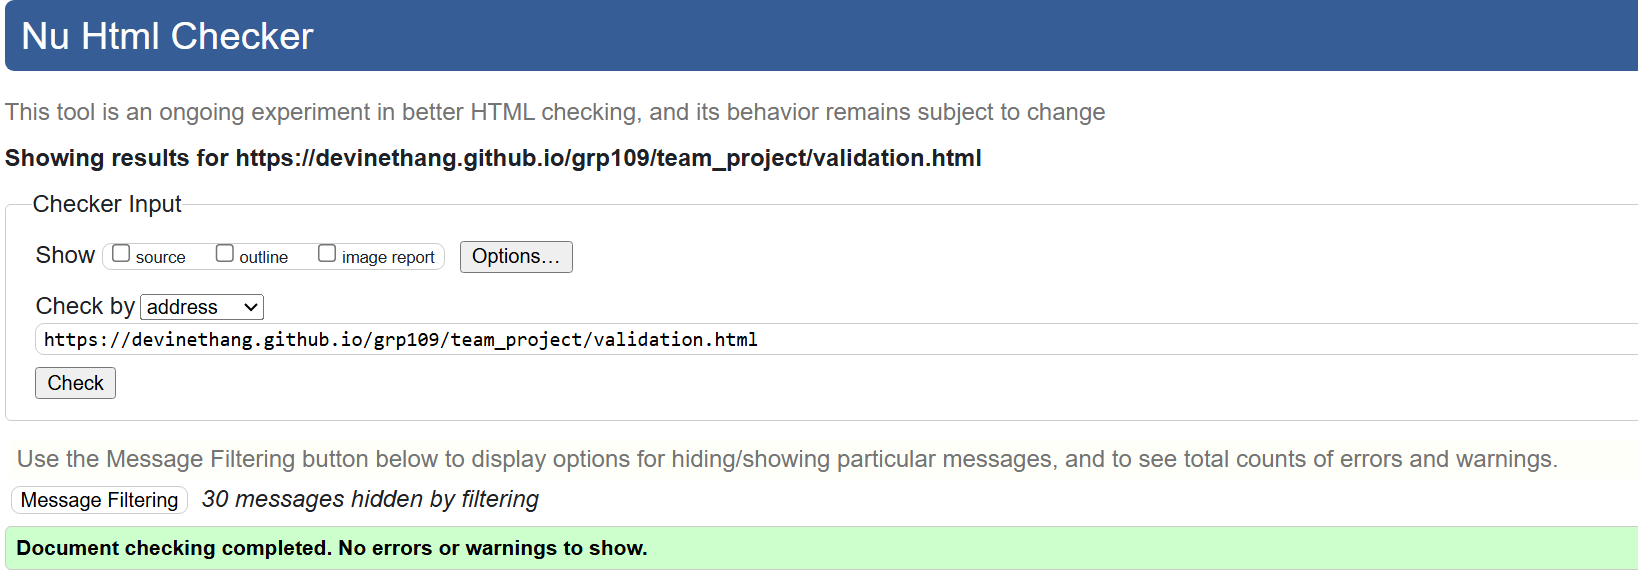 Nu Html Checker
This tool is an ongoing experiment in better HTML checking, and its behavior remains subject to change
Showing results for https://devinethang.github.io/grp109/team_project/validation.html
Checker Input
Show source outline image report Options...
Check by address
https://devinethang.github.io/grp109/team_project/validation.html
Check
Use the Message Filtering button below to display options for hiding/showing particular messages, and to see total counts of errors and warnings.
Message Filtering 30 messages hidden by filtering
Document checking completed. No errors or warnings to show.